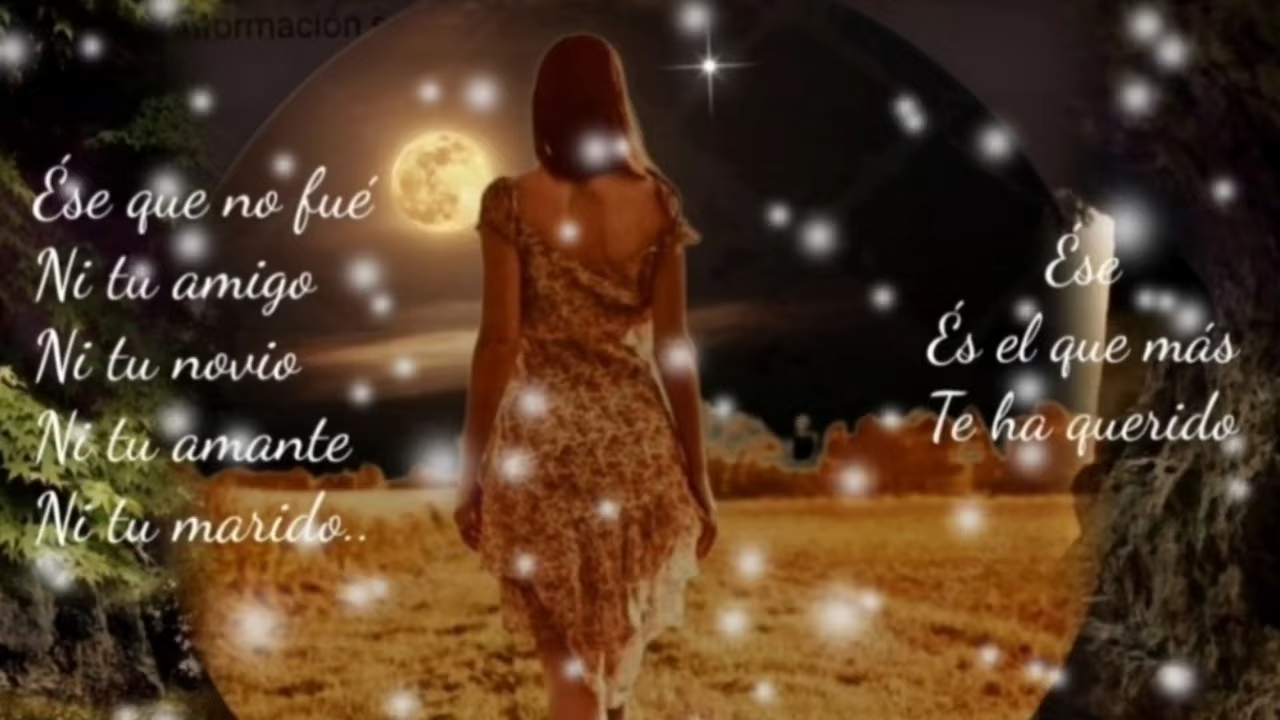 Ése que no fué
Ni tu amigo
Ni tu novio
Ni tu amante
Ni tu marido..
Ése
És el que más
Te ha querido